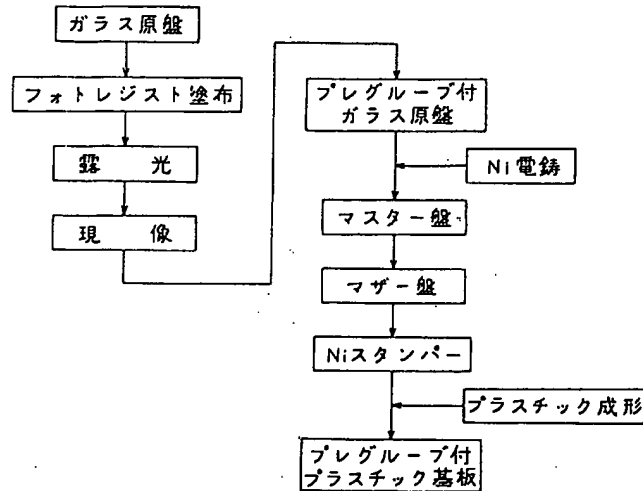 ガラス原盤
フォトレジスト塗布
露光
現像
プレグルーブ付
ガラス原盤
Ni電鋳
マスター盤
マザー盤
Niスタンパー
プラスチック成形
プレグルーブ付
プラスチック基板